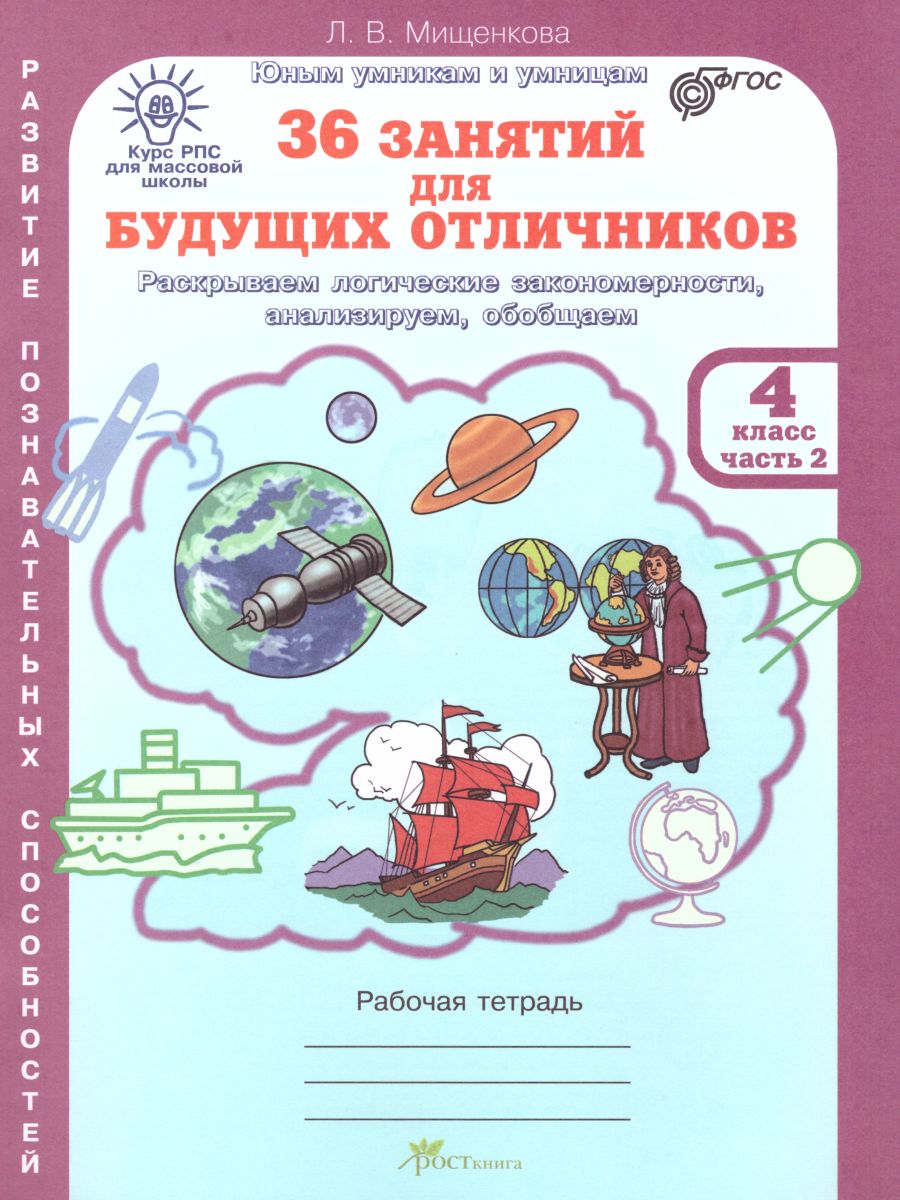 Л. В. Мищенкова
Юным умникам и умницам
ФГОС
36 ЗАНЯТИЙ
для
БУДУЩИХ ОТЛИЧНИКОВ
Курс РПС
для массовой
школы
Раскрываем логические закономерности,
анализируем, обобщаем
4
класс
часть 2
РАЗВИТИЕ ПОЗНАВАТЕЛЬНЫХ СПОСОБНОСТЕЙ
Рабочая тетрадь
РОСТкнига